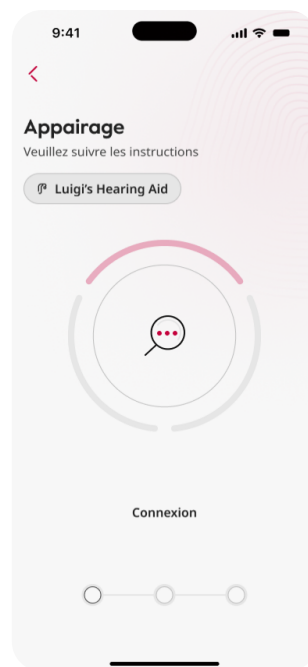 9:41
Appairage
Veuillez suivre les instructions
Luigi's Hearing Aid
Connexion